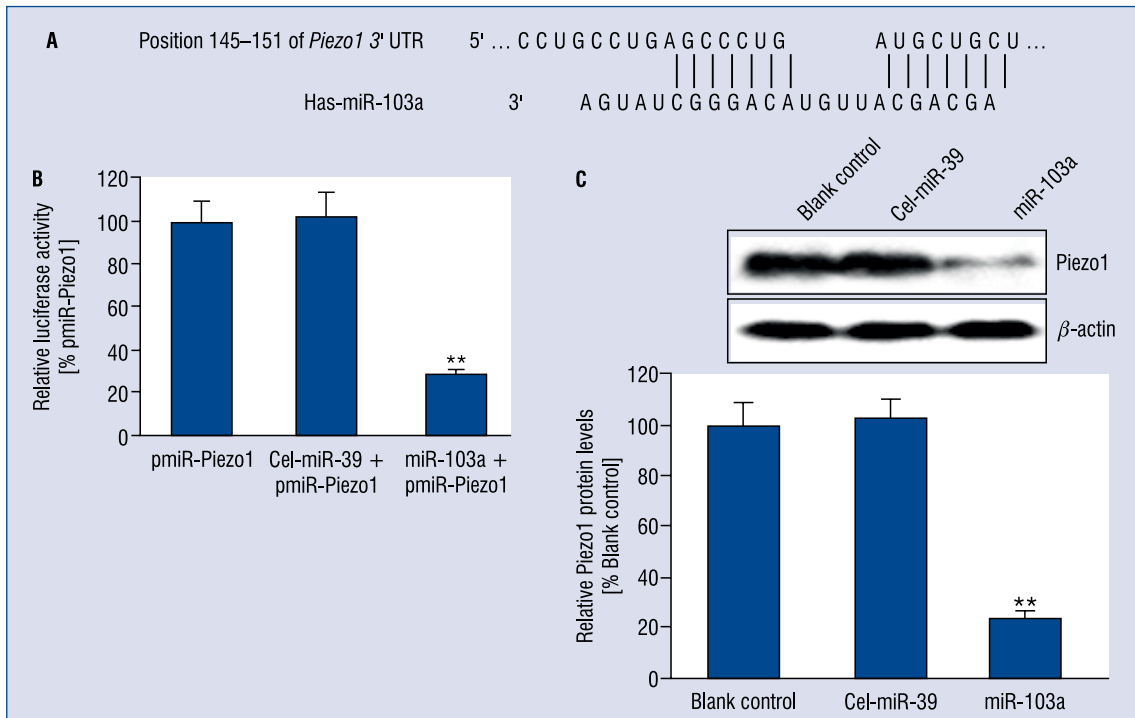 A
Position 145–151 of Piezo1 3' UTR 5' ... C C U G C C U G A G C C C U G A U G C U G C U ...
Has-miR-103a 3' A G U A U C G G G A C A U G U U A C G A C G A
B
Relative luciferase activity
[% pmiR-Piezo1]
120
100
80
60
40
20
0
**
pmiR-Piezo1
Cel-miR-39 +
pmiR-Piezo1
miR-103a +
pmiR-Piezo1
C
Blank control
Cel-miR-39
miR-103a
Piezo1
β-actin
Relative Piezo1 protein levels
[% Blank control]
120
100
80
60
40
20
0
**
Blank control
Cel-miR-39
miR-103a